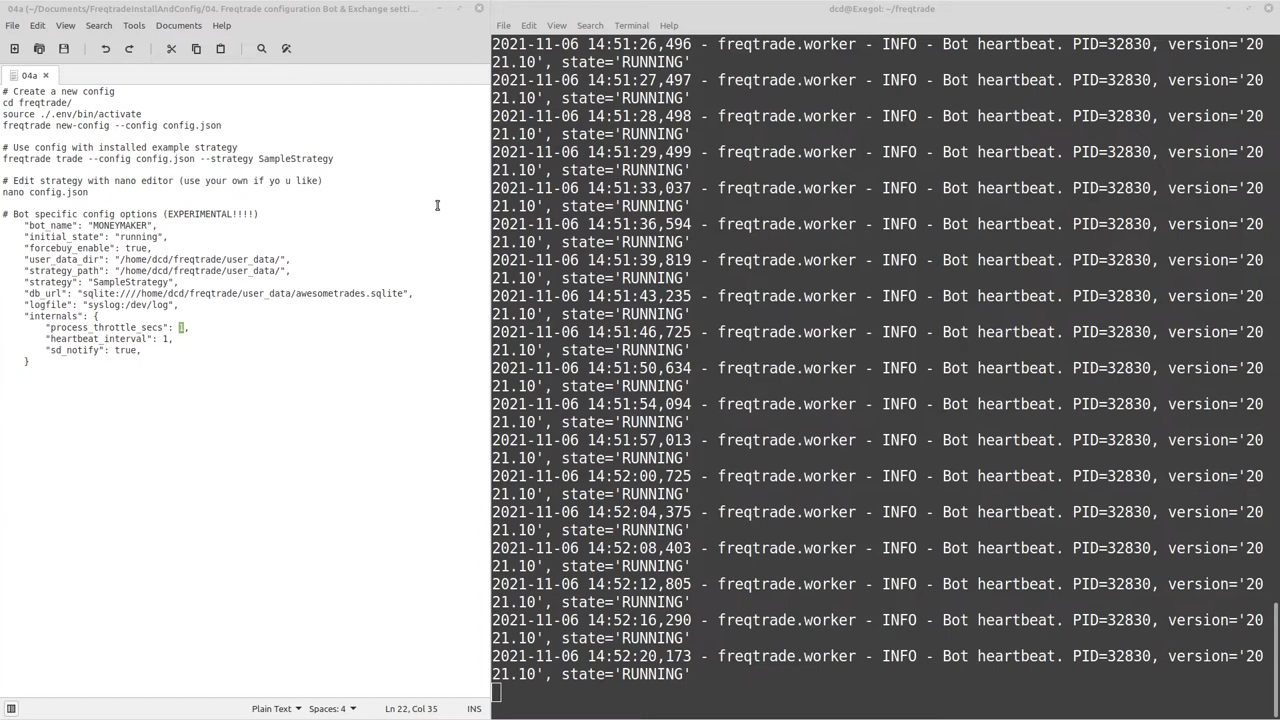 04a (~/Documents/FreqtradeInstallAndConfig/04. Freqtrade configuration Bot & Exchange setti...
File Edit View Search Tools Documents Help
04a
# Create a new config
cd freqtrade/
source ./.env/bin/activate
freqtrade new-config --config config.json
# Use config with installed example strategy
freqtrade trade --config config.json --strategy SampleStrategy
# Edit strategy with nano editor (use your own if yo u like)
nano config.json
# Bot specific config options (EXPERIMENTAL!!!!)
"bot_name": "MONEYMAKER",
"initial_state": "running",
"forcebuy_enable": true,
"user_data_dir": "/home/dcd/freqtrade/user_data/",
"strategy_path": "/home/dcd/freqtrade/user_data/",
"strategy": "SampleStrategy",
"db_url": "sqlite:////home/dcd/freqtrade/user_data/awesometrades.sqlite",
"logfile": "syslog:/dev/log",
"internals": {
"process_throttle_secs": 1,
"heartbeat_interval": 1,
"sd_notify": true,
}
Plain Text Spaces: 4 Ln 22, Col 35 INS
dcd@Exegol: ~/freqtrade
File Edit View Search Terminal Help
2021-11-06 14:51:26,496 - freqtrade.worker - INFO - Bot heartbeat. PID=32830, version='20
21.10', state='RUNNING'
2021-11-06 14:51:27,497 - freqtrade.worker - INFO - Bot heartbeat. PID=32830, version='20
21.10', state='RUNNING'
2021-11-06 14:51:28,498 - freqtrade.worker - INFO - Bot heartbeat. PID=32830, version='20
21.10', state='RUNNING'
2021-11-06 14:51:29,499 - freqtrade.worker - INFO - Bot heartbeat. PID=32830, version='20
21.10', state='RUNNING'
2021-11-06 14:51:33,037 - freqtrade.worker - INFO - Bot heartbeat. PID=32830, version='20
21.10', state='RUNNING'
2021-11-06 14:51:36,594 - freqtrade.worker - INFO - Bot heartbeat. PID=32830, version='20
21.10', state='RUNNING'
2021-11-06 14:51:39,819 - freqtrade.worker - INFO - Bot heartbeat. PID=32830, version='20
21.10', state='RUNNING'
2021-11-06 14:51:43,235 - freqtrade.worker - INFO - Bot heartbeat. PID=32830, version='20
21.10', state='RUNNING'
2021-11-06 14:51:46,725 - freqtrade.worker - INFO - Bot heartbeat. PID=32830, version='20
21.10', state='RUNNING'
2021-11-06 14:51:50,634 - freqtrade.worker - INFO - Bot heartbeat. PID=32830, version='20
21.10', state='RUNNING'
2021-11-06 14:51:54,094 - freqtrade.worker - INFO - Bot heartbeat. PID=32830, version='20
21.10', state='RUNNING'
2021-11-06 14:51:57,013 - freqtrade.worker - INFO - Bot heartbeat. PID=32830, version='20
21.10', state='RUNNING'
2021-11-06 14:52:00,725 - freqtrade.worker - INFO - Bot heartbeat. PID=32830, version='20
21.10', state='RUNNING'
2021-11-06 14:52:04,375 - freqtrade.worker - INFO - Bot heartbeat. PID=32830, version='20
21.10', state='RUNNING'
2021-11-06 14:52:08,403 - freqtrade.worker - INFO - Bot heartbeat. PID=32830, version='20
21.10', state='RUNNING'
2021-11-06 14:52:12,805 - freqtrade.worker - INFO - Bot heartbeat. PID=32830, version='20
21.10', state='RUNNING'
2021-11-06 14:52:16,290 - freqtrade.worker - INFO - Bot heartbeat. PID=32830, version='20
21.10', state='RUNNING'
2021-11-06 14:52:20,173 - freqtrade.worker - INFO - Bot heartbeat. PID=32830, version='20
21.10', state='RUNNING'